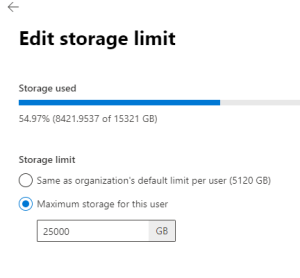 Edit storage limit
Storage used
54.97% (8421.9537 of 15321 GB)
Storage limit
Same as organization's default limit per user (5120 GB)
Maximum storage for this user
25000 GB